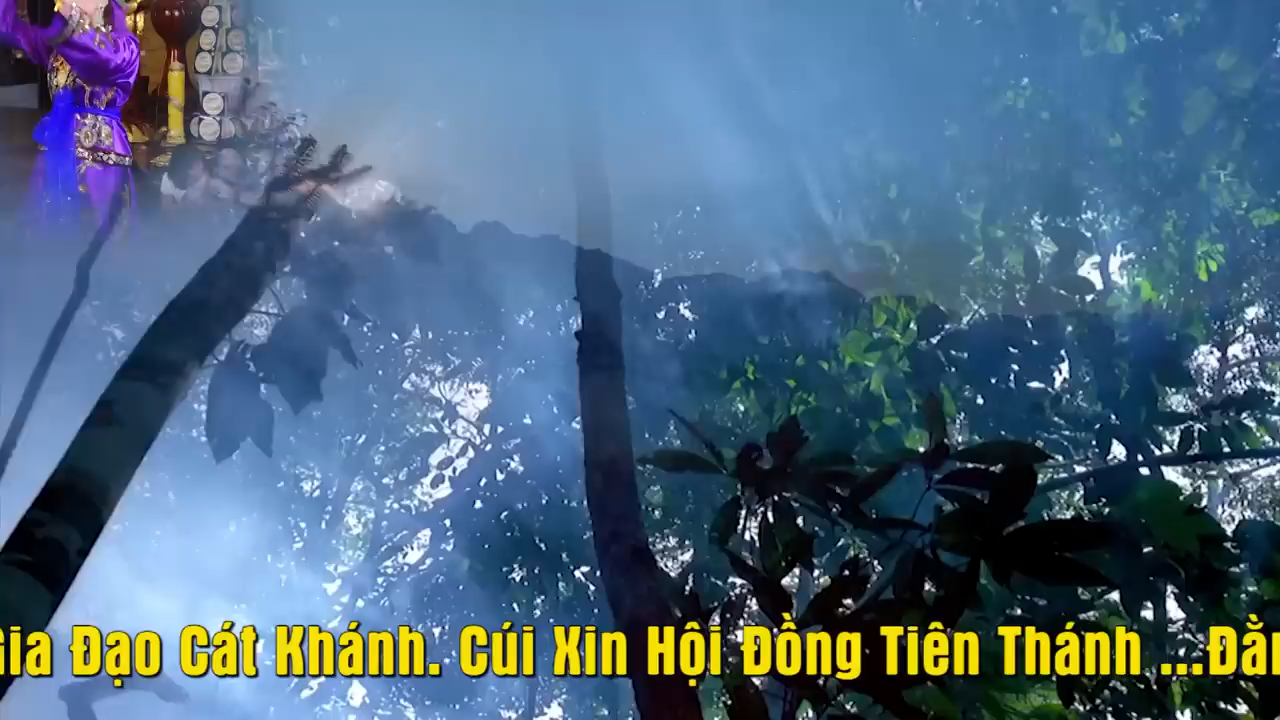 Gia Đạo Cát Khánh. Cúi Xin Hội Đồng Tiên Thánh ...